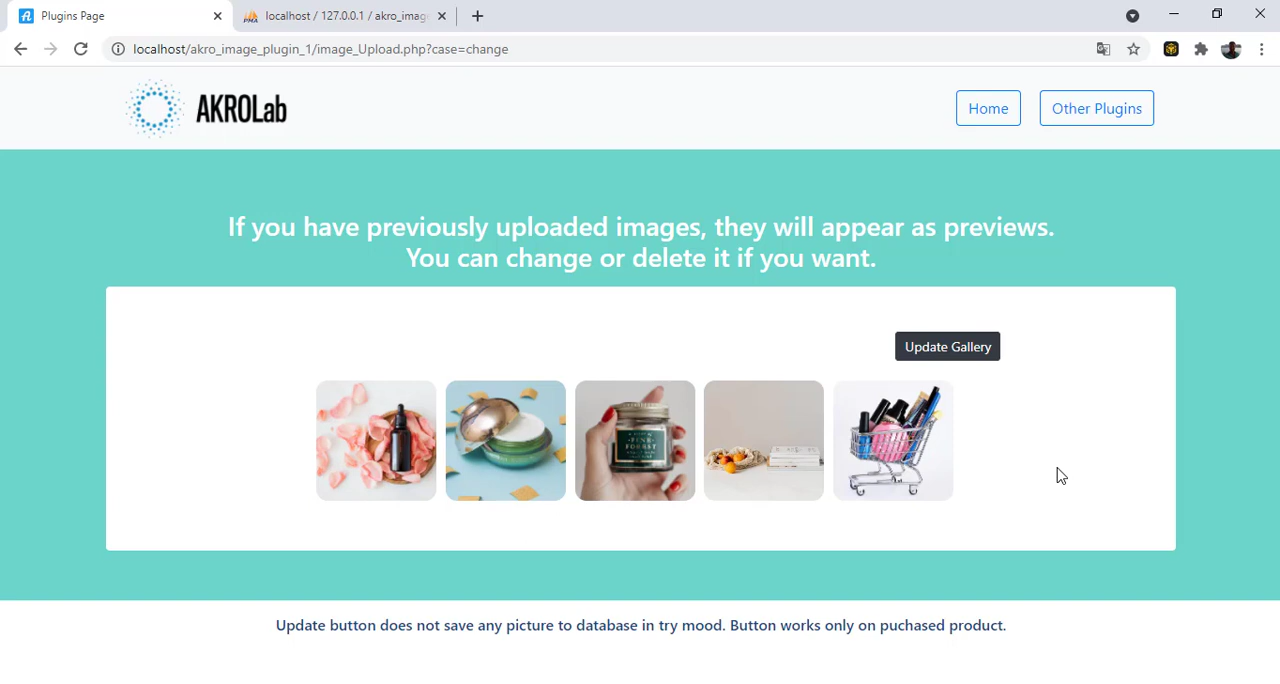 Plugins Page
localhost / 127.0.0.1 / akro_imag
localhost/akro_image_plugin_1/image_Upload.php?case=change
AKROLab
Home
Other Plugins
If you have previously uploaded images, they will appear as previews.
You can change or delete it if you want.
Update Gallery
PINE
FOREST
Update button does not save any picture to database in try mood. Button works only on puchased product.